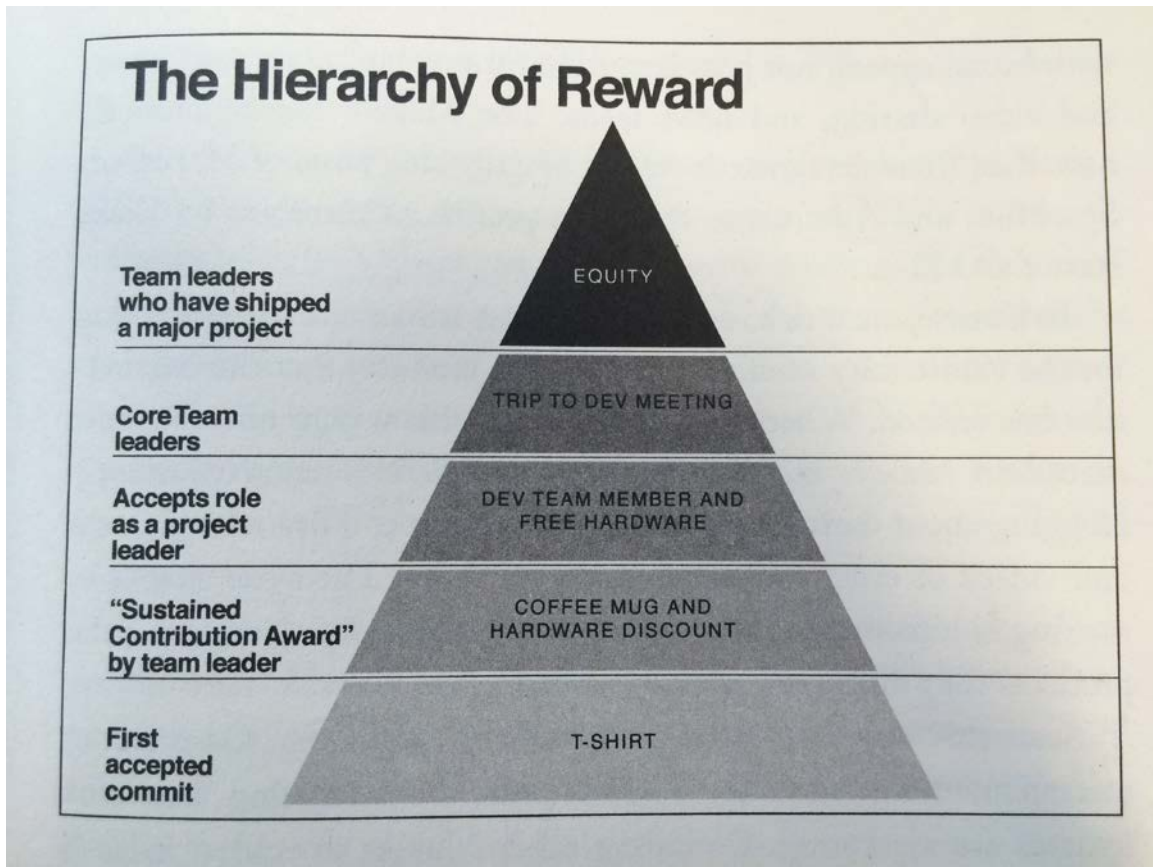 The Hierarchy of Reward
Team leaders
who have shipped
a major project
EQUITY
Core Team
leaders
TRIP TO DEV MEETING
Accepts role
as a project
leader
DEV TEAM MEMBER AND
FREE HARDWARE
“Sustained
Contribution Award”
by team leader
COFFEE MUG AND
HARDWARE DISCOUNT
First
accepted
commit
T-SHIRT